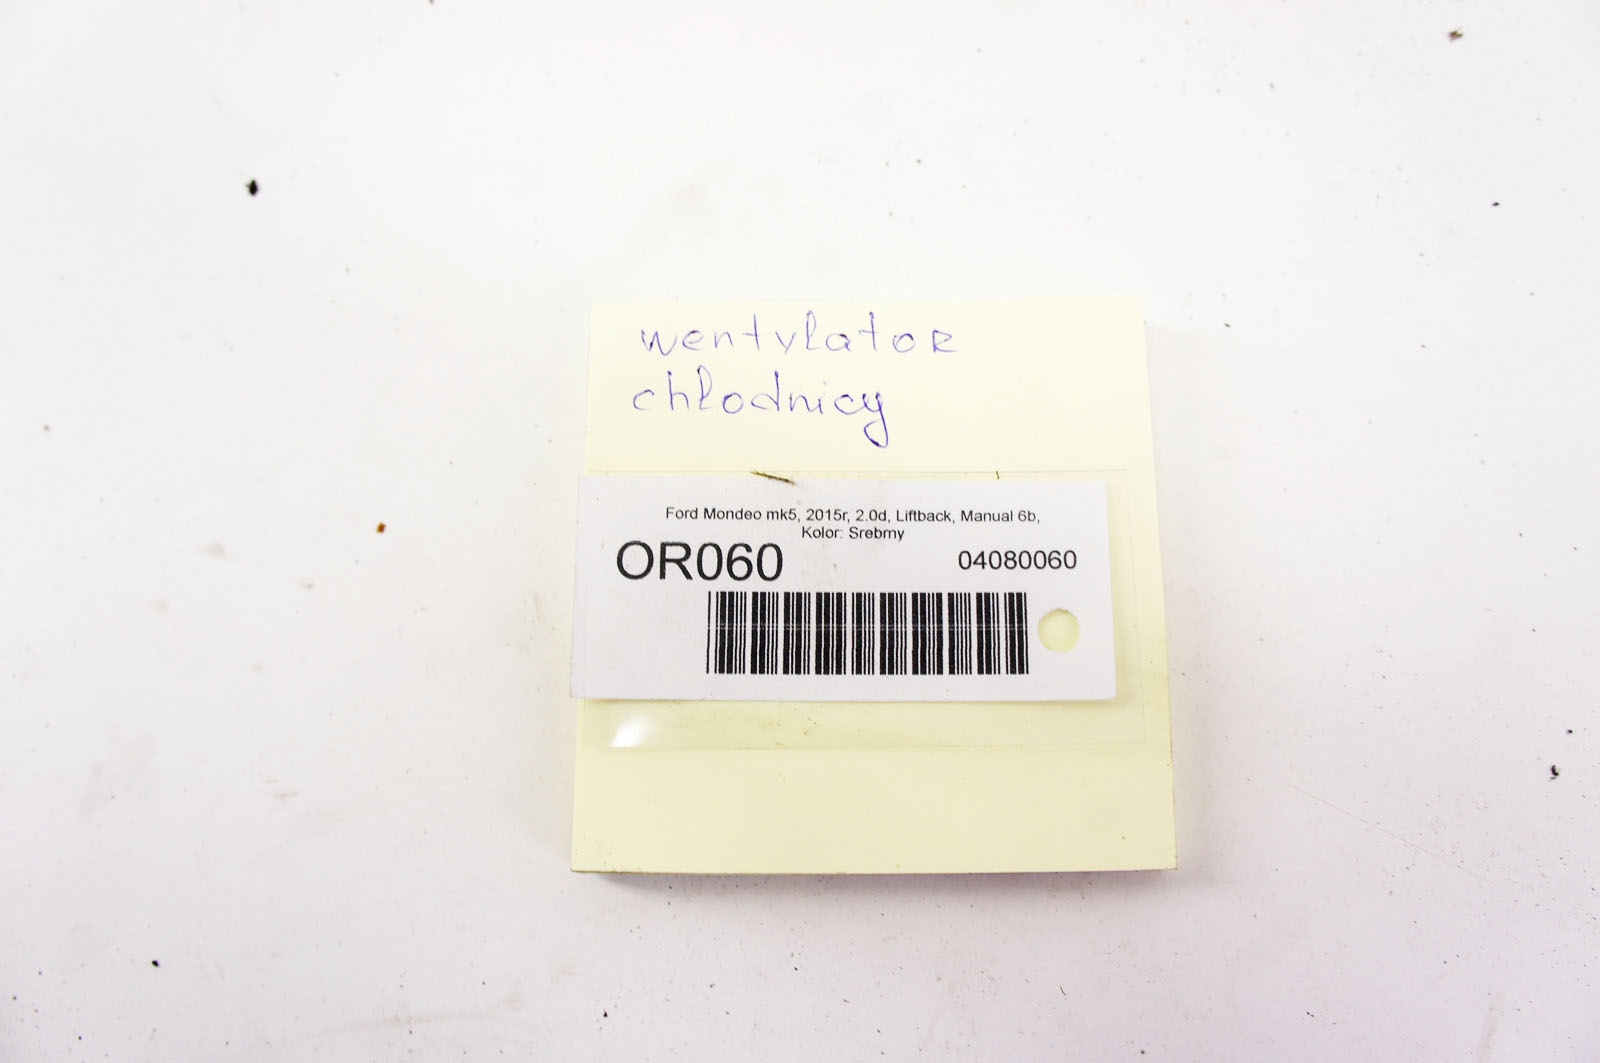 wentylator
chłodnicy
Ford Mondeo mk5, 2015r, 2.0d, Liftback, Manual 6b,
Kolor: Srebrny
OR060
04080060